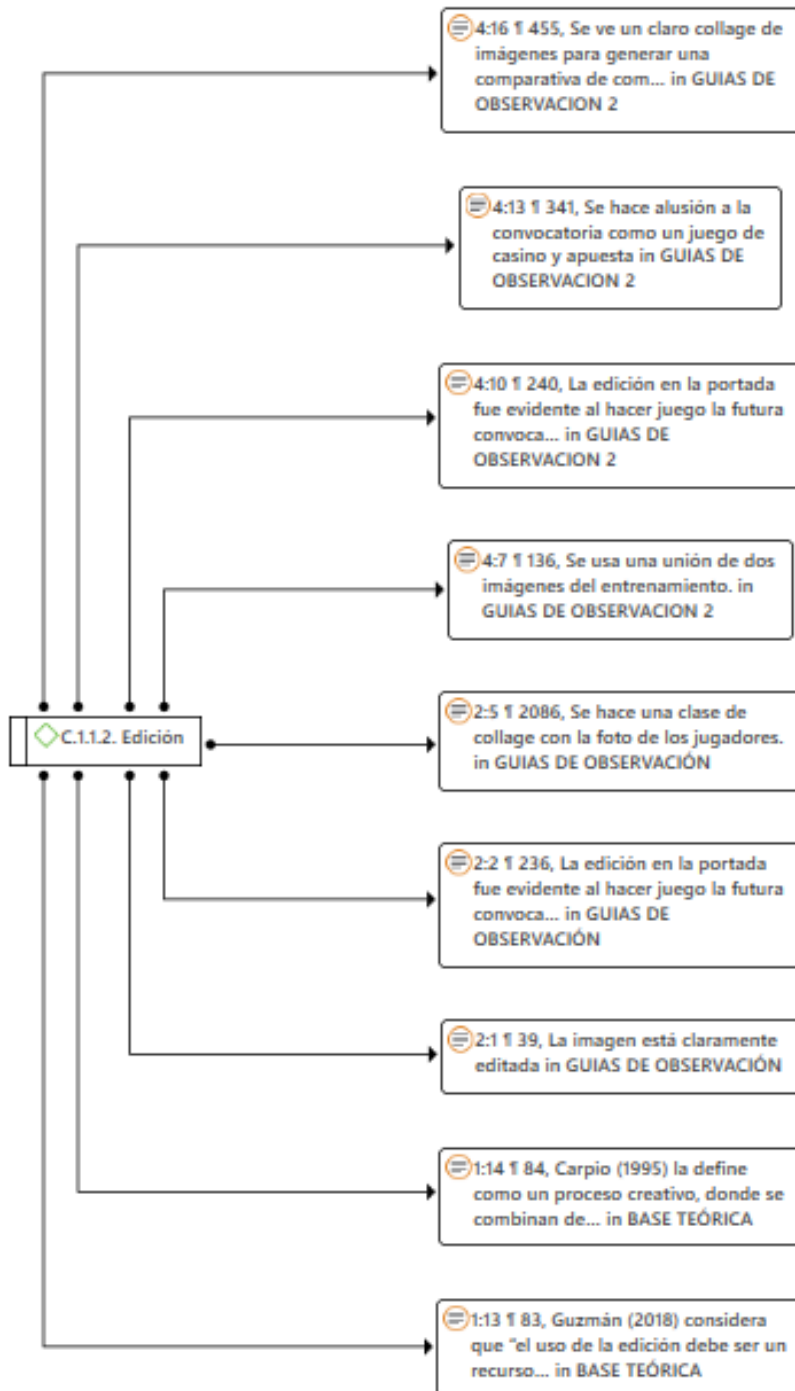 4:16 ¶ 455, Se ve un claro collage de
imágenes para generar una
comparativa de com... in GUIAS DE
OBSERVACION 2
4:13 ¶ 341, Se hace alusión a la
convocatoria como un juego de
casino y apuesta in GUIAS DE
OBSERVACION 2
4:10 ¶ 240, La edición en la portada
fue evidente al hacer juego la futura
convoca... in GUIAS DE
OBSERVACION 2
4:7 ¶ 136, Se usa una unión de dos
imágenes del entrenamiento. in
GUIAS DE OBSERVACION 2
C.1.1.2. Edición
2:5 ¶ 2086, Se hace una clase de
collage con la foto de los jugadores.
in GUIAS DE OBSERVACIÓN
2:2 ¶ 236, La edición en la portada
fue evidente al hacer juego la futura
convoca... in GUIAS DE
OBSERVACIÓN
2:1 ¶ 39, La imagen está claramente
editada in GUIAS DE OBSERVACIÓN
1:14 ¶ 84, Carpio (1995) la define
como un proceso creativo, donde se
combinan de... in BASE TEÓRICA
1:13 ¶ 83, Guzmán (2018) considera
que "el uso de la edición debe ser un
recurso... in BASE TEÓRICA